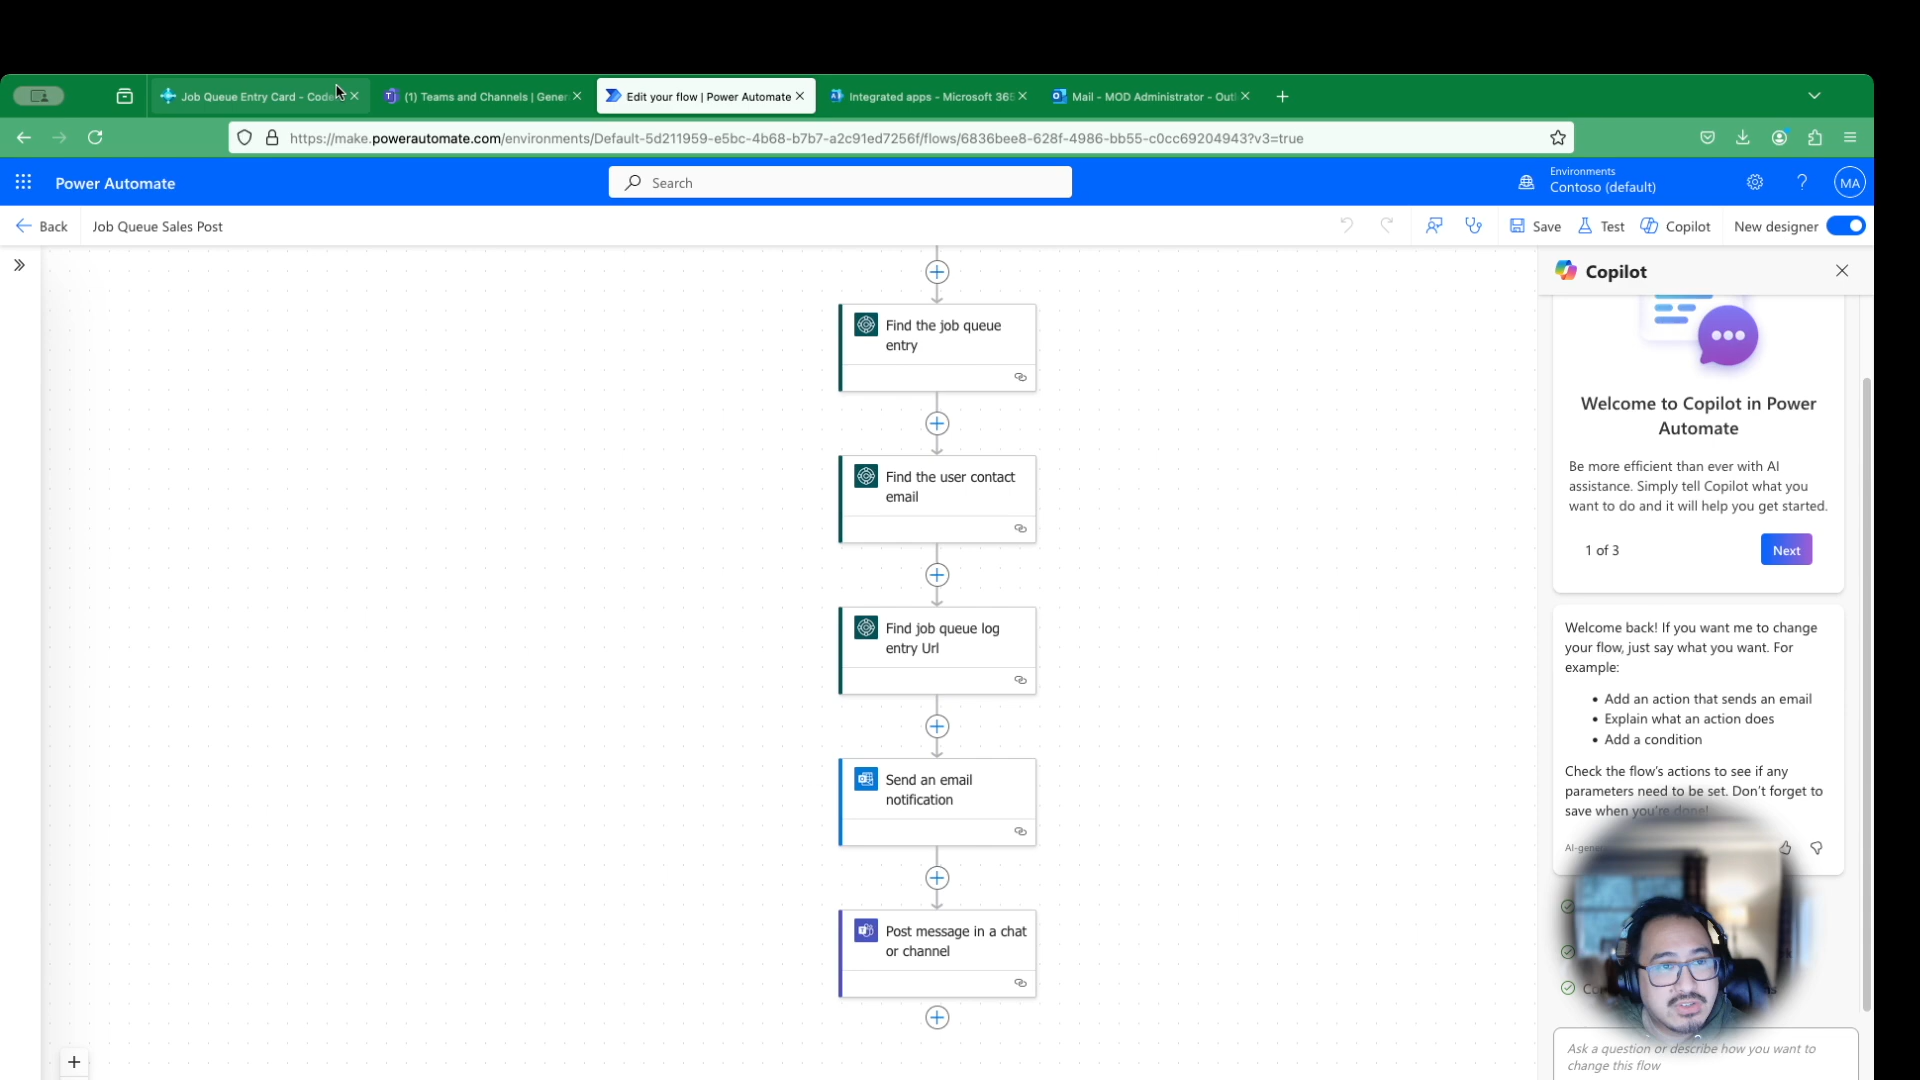 Job Queue Entry Card - Code
(1) Teams and Channels | Gener
Edit your flow | Power Automate
Integrated apps - Microsoft 365
Mail - MOD Administrator - Outl
https://make.powerautomate.com/environments/Default-5d211959-e5bc-4b68-b7b7-a2c91ed7256f/flows/6836bee8-628f-4986-bb55-c0cc69204943?v3=true
Power Automate
Search
Environments
Contoso (default)
MA
Back
Job Queue Sales Post
Save
Test
Copilot
New designer
Find the job queue
entry
Find the user contact
email
Find job queue log
entry Url
Send an email
notification
Post message in a chat
or channel
Copilot
Welcome to Copilot in Power
Automate
Be more efficient than ever with AI
assistance. Simply tell Copilot what you
want to do and it will help you get started.
1 of 3
Next
Welcome back! If you want me to change
your flow, just say what you want. For
example:
• Add an action that sends an email
• Explain what an action does
• Add a condition
Check the flow's actions to see if any
parameters need to be set. Don't forget to
save when you're done!
Ask a question or describe how you want to
change this flow